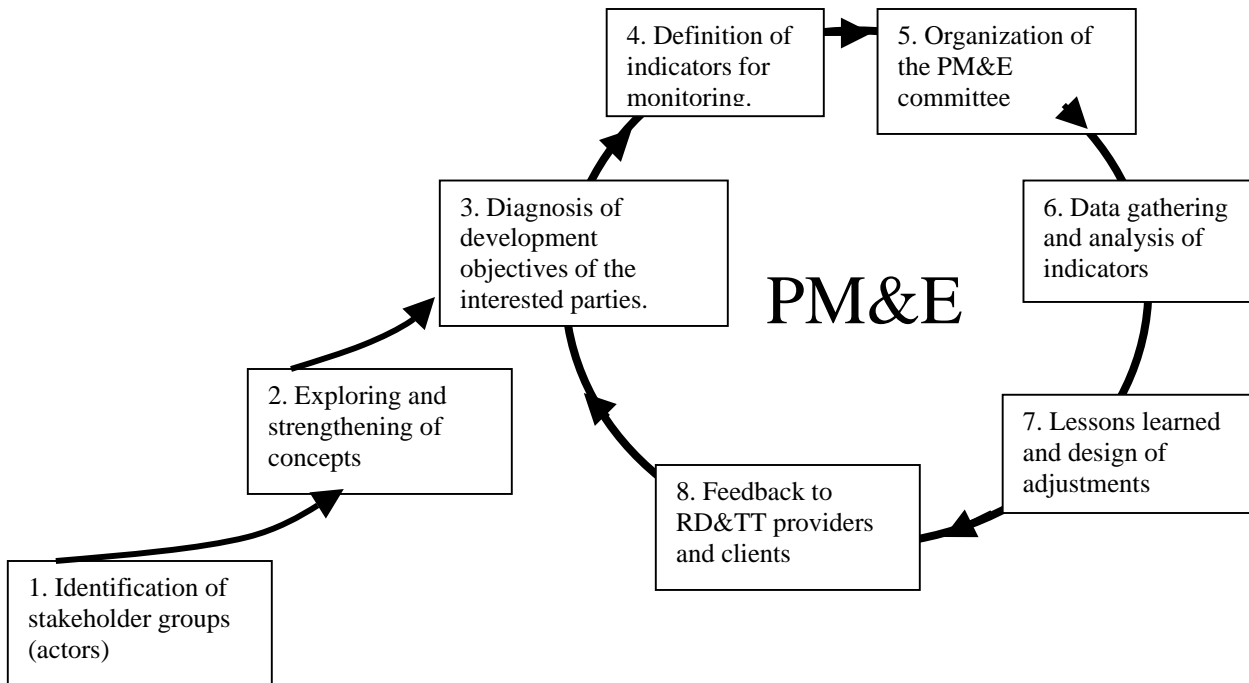 1. Identification of
stakeholder groups
(actors)
2. Exploring and
strengthening of
concepts
3. Diagnosis of
development
objectives of the
interested parties.
4. Definition of
indicators for
monitoring.
5. Organization of
the PM&E
committee
6. Data gathering
and analysis of
indicators
7. Lessons learned
and design of
adjustments
8. Feedback to
RD&TT providers
and clients
PM&E